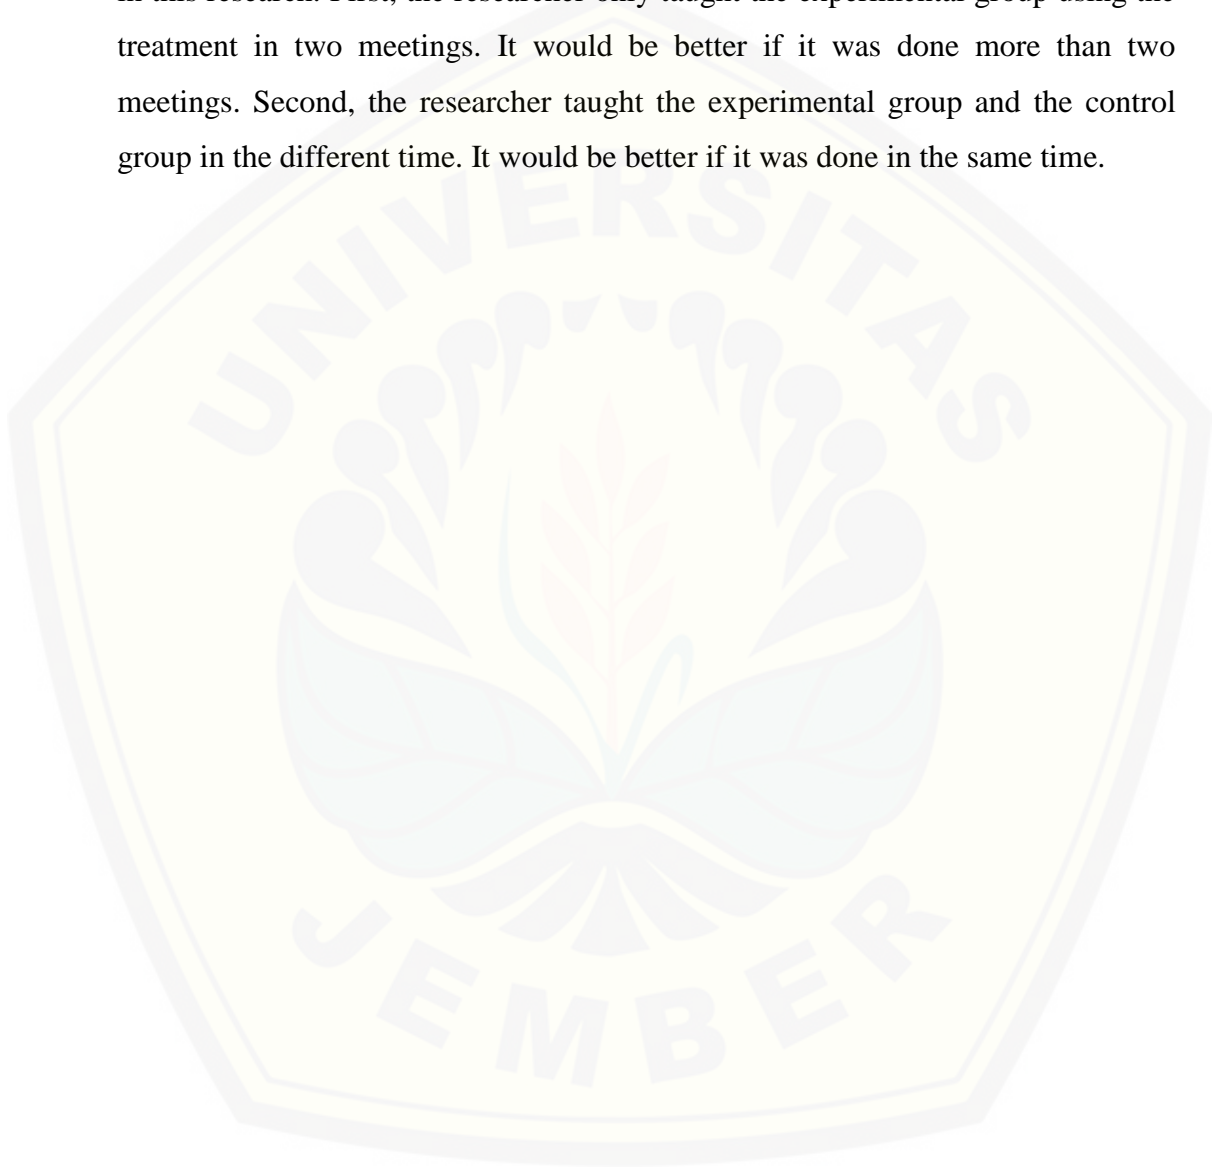 in this research. First, the researcher only taught the experimental group using the
treatment in two meetings. It would be better if it was done more than two
meetings. Second, the researcher taught the experimental group and the control
group in the different time. It would be better if it was done in the same time.
UNIVERSITAS
JEMBER